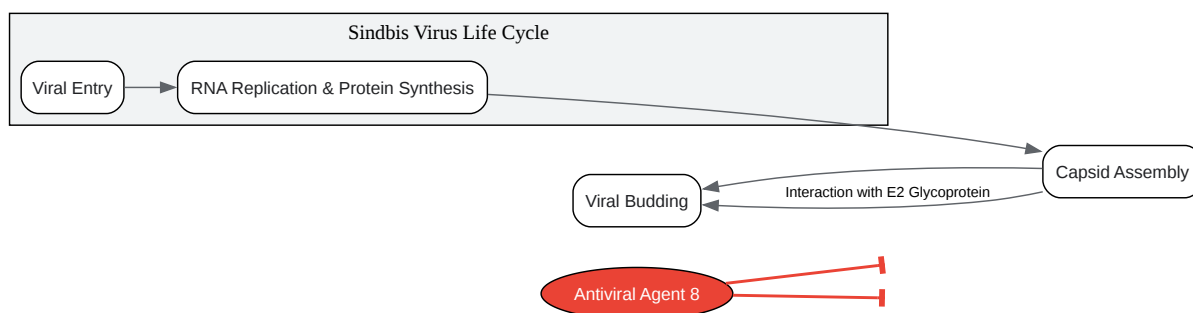 Sindbis Virus Life Cycle
Viral Entry
RNA Replication & Protein Synthesis
Capsid Assembly
Interaction with E2 Glycoprotein
Viral Budding
Antiviral Agent 8